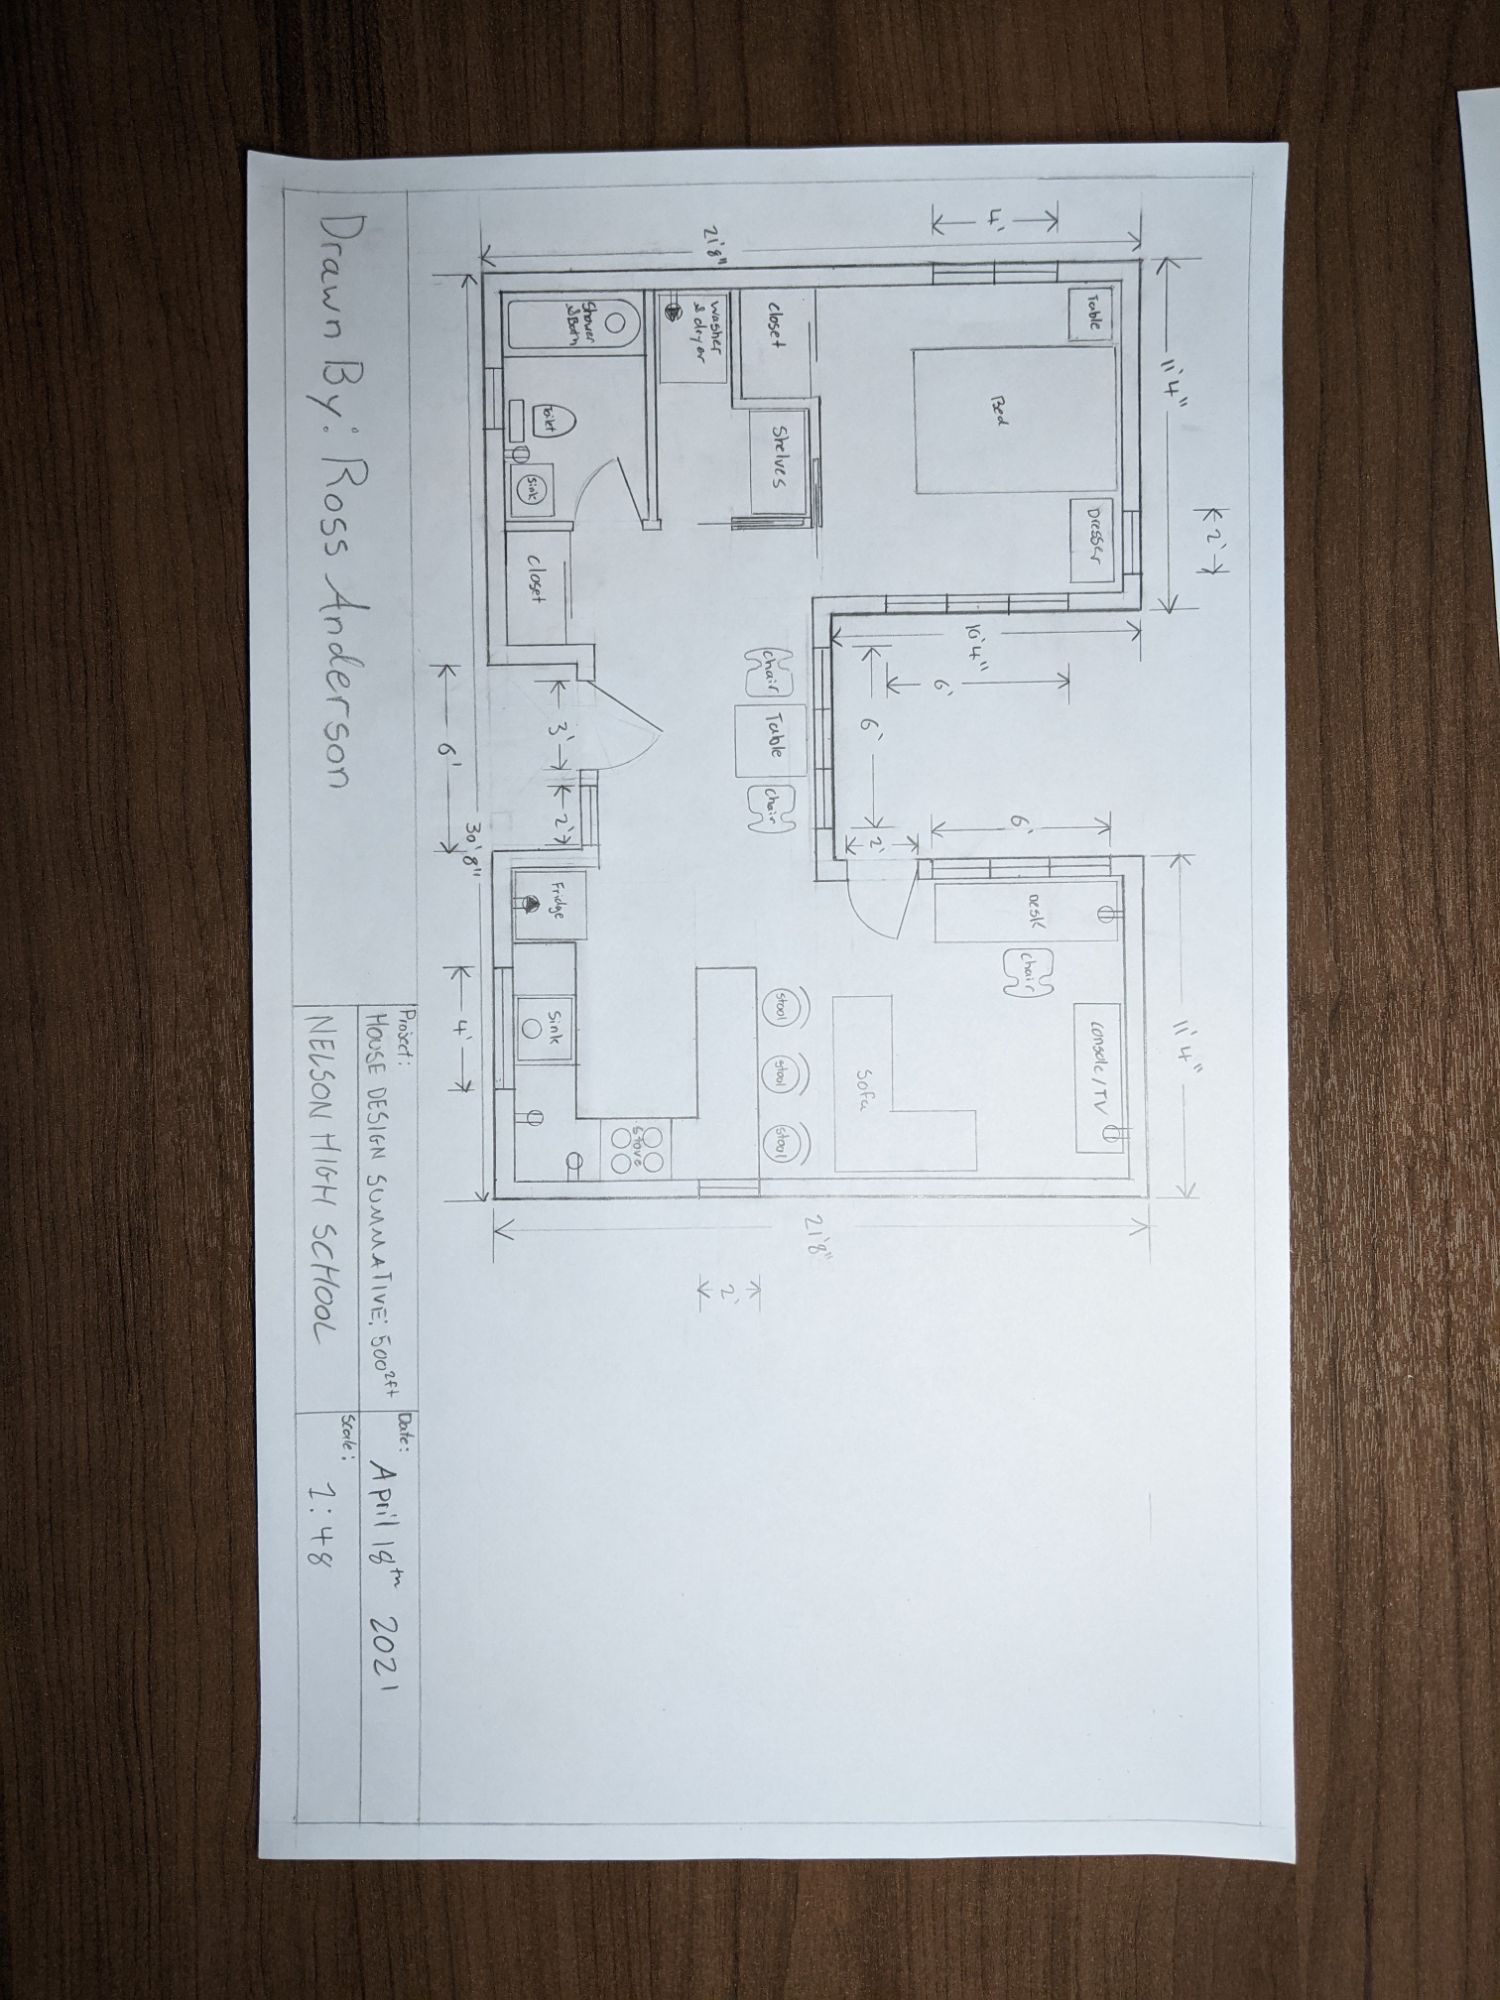 4'
21'8"
11'4"
2'
Table
Bed
Dresser
closet
washer
& dryer
Shower
& Bath
Shelves
Toilet
Sink
closet
10'4"
6'
6'
chair
Table
chair
3'
2'
6'
30'8"
2'
6'
11'4"
DESK
chair
console/TV
Sofa
stool
stool
stool
Fridge
Sink
Stove
4'
21'8"
2'
Drawn By: Ross Anderson
Project:
HOUSE DESIGN SUMMATIVE: 500²ft
NELSON HIGH SCHOOL
Date: April 18th 2021
Scale: 1:48